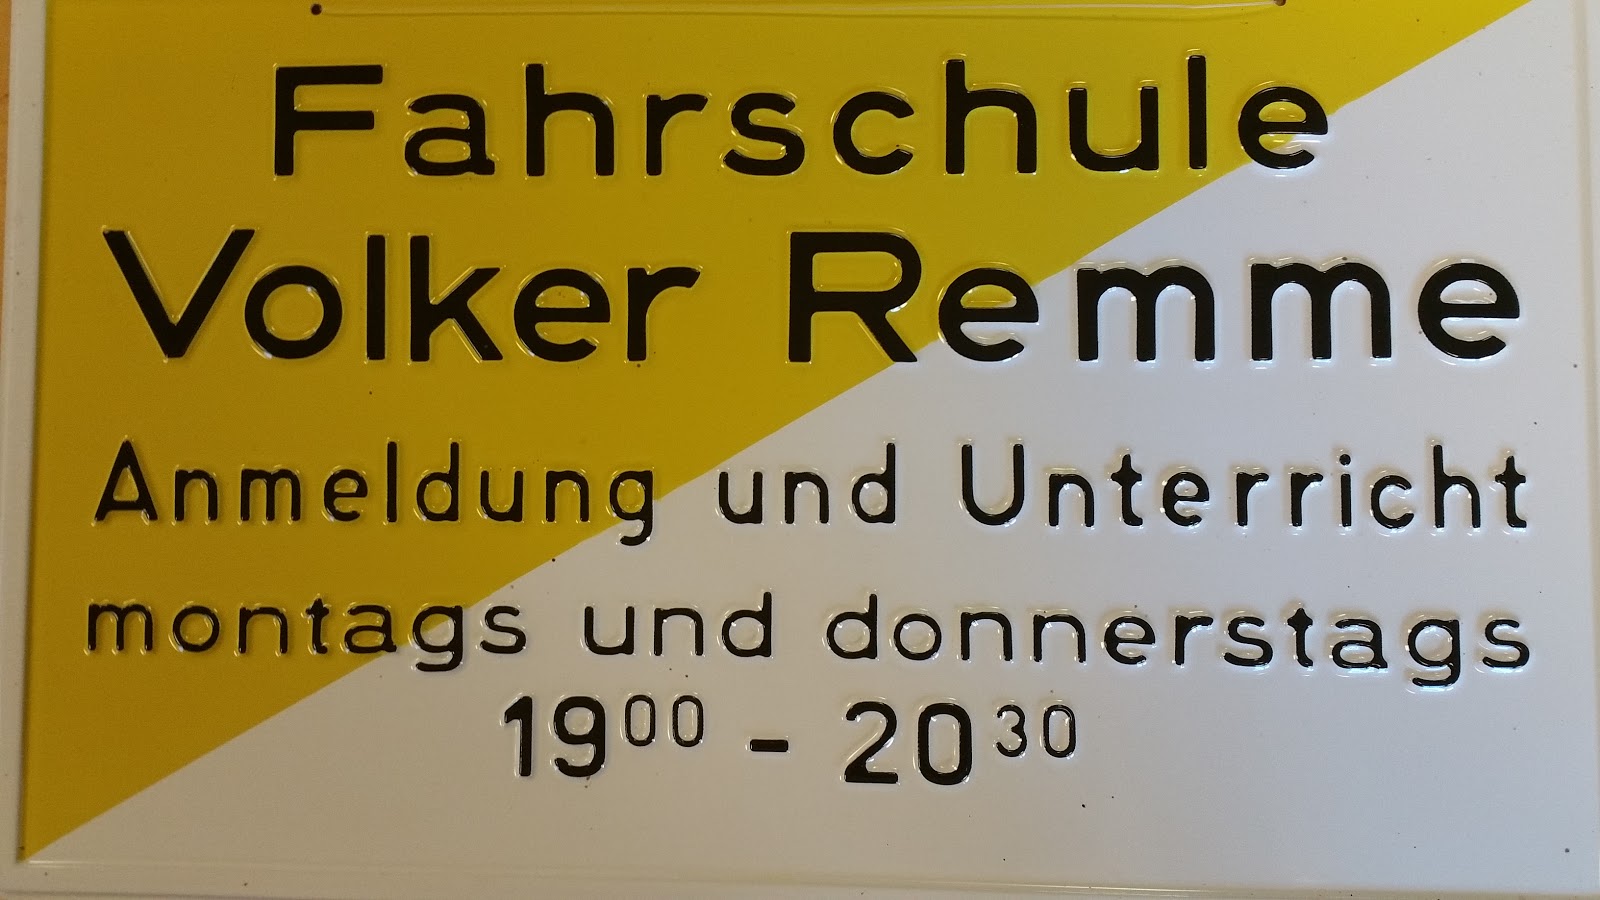 Fahrschule
Volker Remme
Anmeldung und Unterricht
montags und donnerstags
19⁰⁰ - 20³⁰